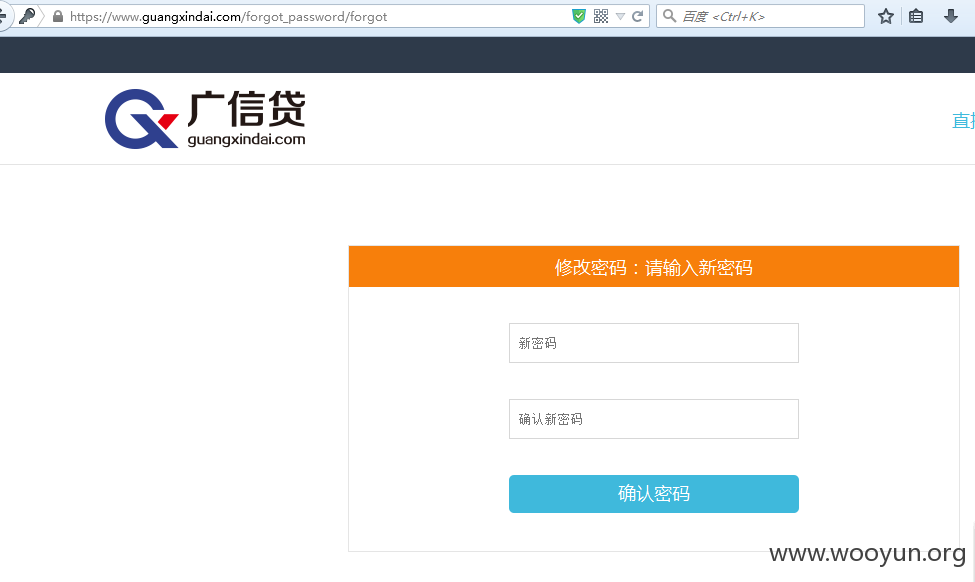 https://www.guangxindai.com/forgot_password/forgot
百度 <Ctrl+K>
广信贷
guangxindai.com
修改密码：请输入新密码
新密码
确认新密码
确认密码
www.wooyun.org